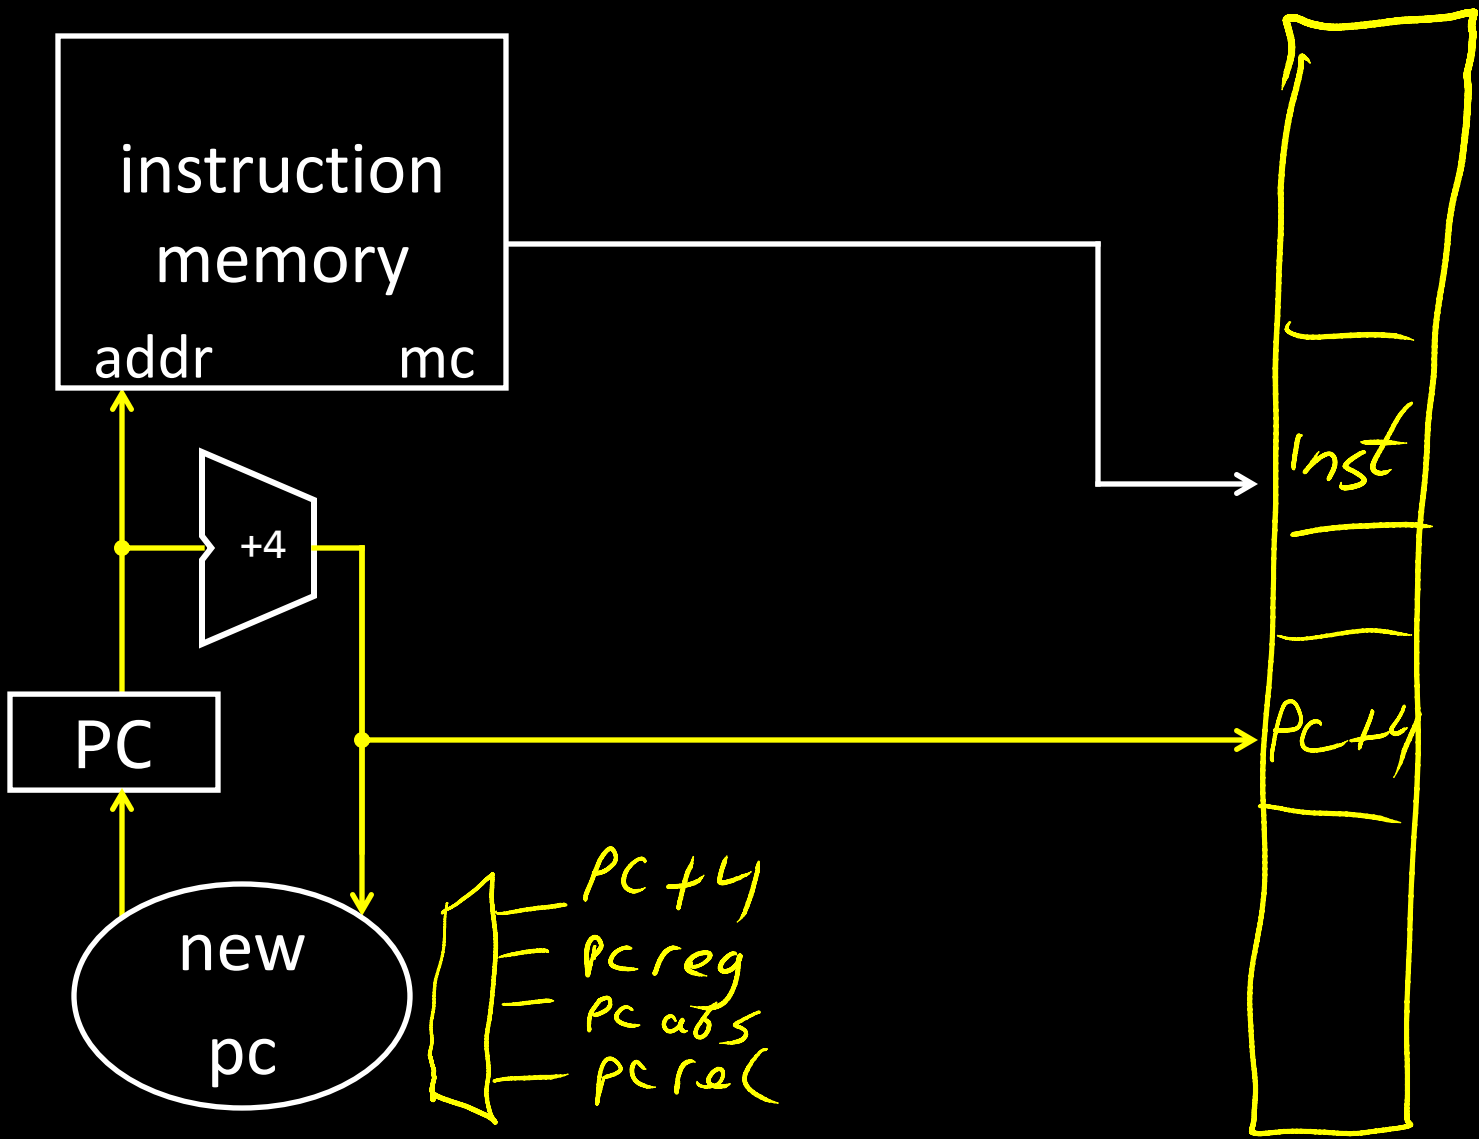 instruction
memory
addr mc
Inst
+4
PC
PC+4
PC+4
new
pc
PC reg
PC abs
PC rel